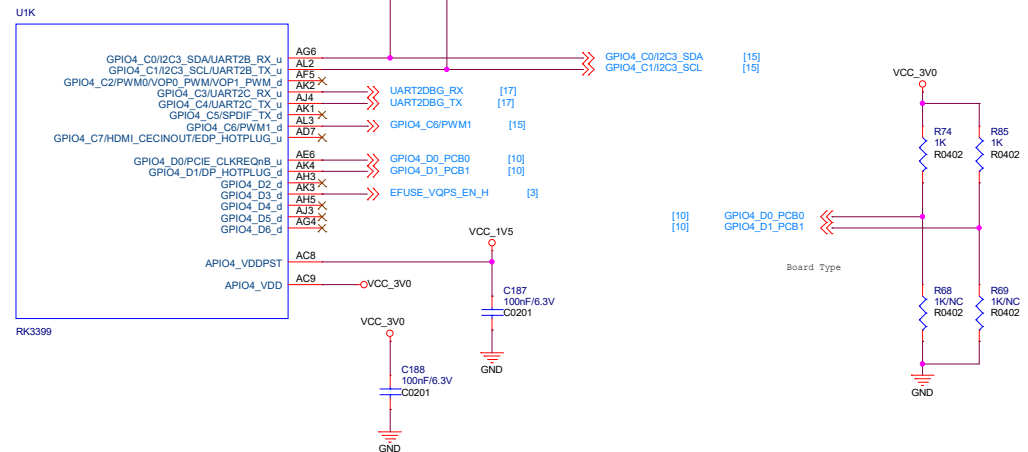 U1K
GPIO4_C0/I2C3_SDA/UART2B_RX_u AG6 GPIO4_C0/I2C3_SDA [15]
GPIO4_C1/I2C3_SCL/UART2B_TX_u AL2 GPIO4_C1/I2C3_SCL [15]
GPIO4_C2/PWM0/VOP0_PWM/VOP1_PWM_d AF5
GPIO4_C3/UART2C_RX_u AK2 UART2DBG_RX [17]
GPIO4_C4/UART2C_TX_u AJ4 UART2DBG_TX [17]
GPIO4_C5/SPDIF_TX_d AK1
GPIO4_C6/PWM1_d AL3 GPIO4_C6/PWM1 [15]
GPIO4_C7/HDMI_CECINOUT/EDP_HOTPLUG_u AD7
GPIO4_D0/PCIE_CLKREQnB_u AE6 GPIO4_D0_PCB0 [10]
GPIO4_D1/DP_HOTPLUG_d AK4 GPIO4_D1_PCB1 [10]
GPIO4_D2_d AH3
GPIO4_D3_d AK3 EFUSE_VQPS_EN_H [3]
GPIO4_D4_d AH5
GPIO4_D5_d AJ3
GPIO4_D6_d AG4
APIO4_VDDPST AC8
APIO4_VDD AC9 VCC_3V0
RK3399
VCC_1V5
C187
100nF/6.3V
C0201
GND
VCC_3V0
C188
100nF/6.3V
C0201
GND
VCC_3V0
R74
1K
R0402
R85
1K
R0402
[10] GPIO4_D0_PCB0
[10] GPIO4_D1_PCB1
Board Type
R68
1K/NC
R0402
R69
1K/NC
R0402
GND